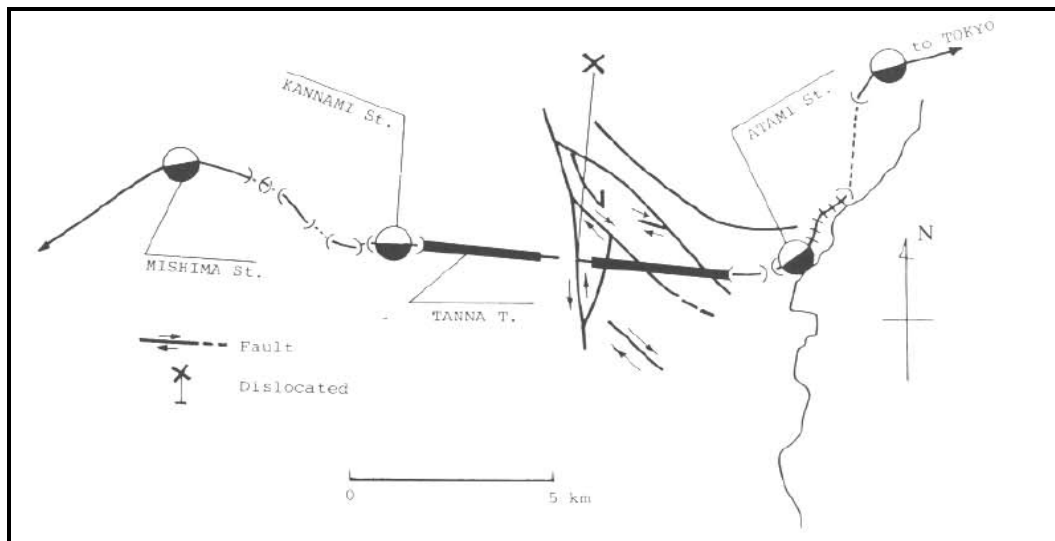 to TOKYO
KANNAMI St.
ATAMI St.
N
MISHIMA St.
TANNA T.
Fault
Dislocated
0 5 km